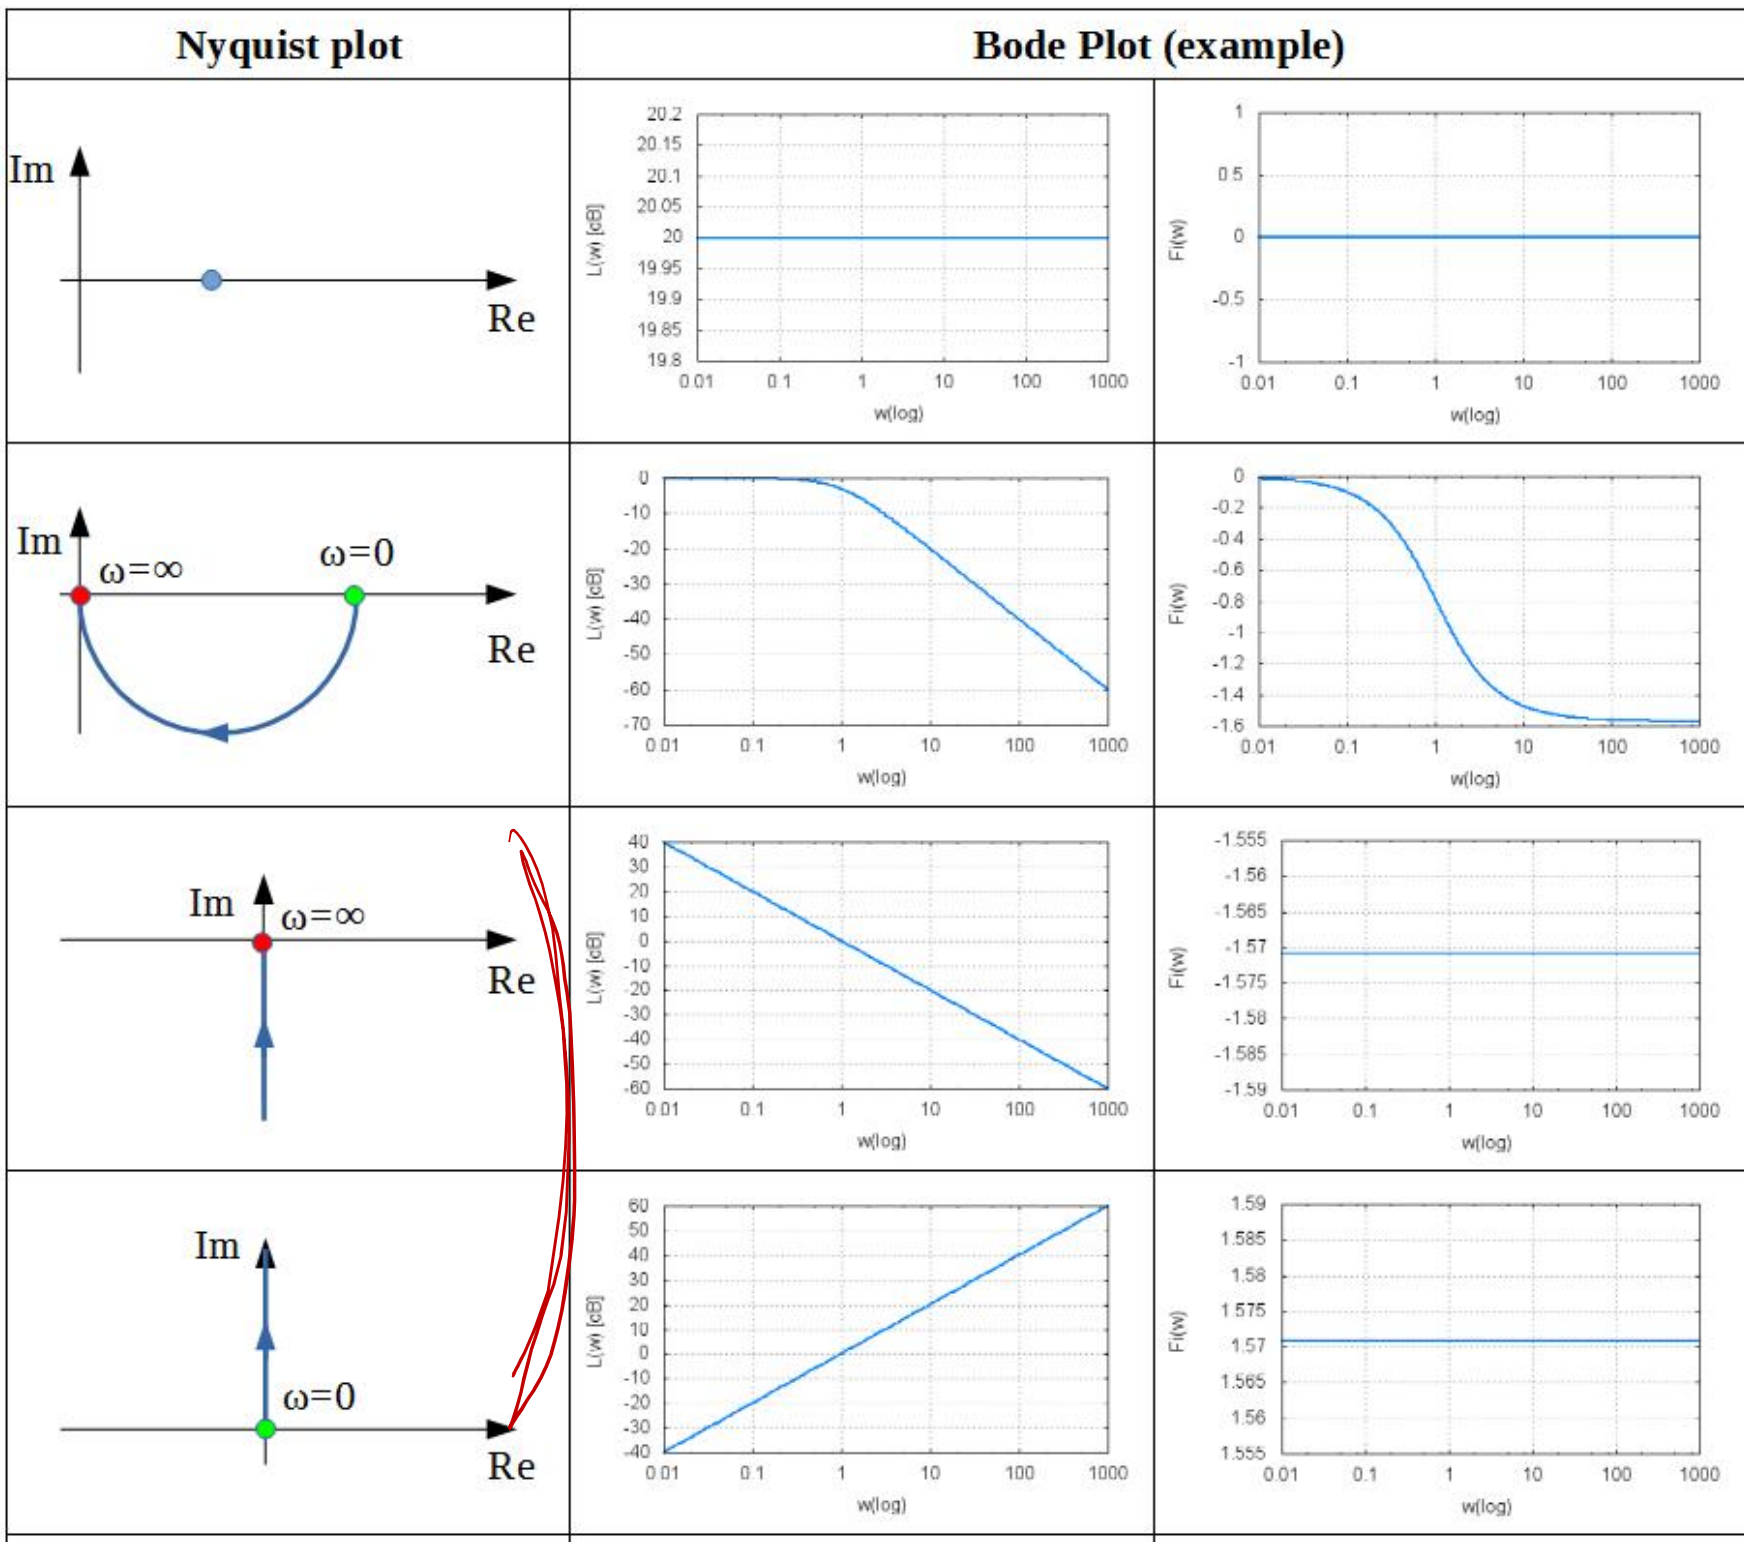 Nyquist plot
Bode Plot (example)
Im
Re
20.2
20.15
20.1
20.05
20
19.95
19.9
19.85
19.8
L(w) [dB]
0.01 0.1 1 10 100 1000
w(log)
1
0.5
0
-0.5
-1
Fi(w)
0.01 0.1 1 10 100 1000
w(log)
Im
ω=∞
ω=0
Re
0
-10
-20
-30
-40
-50
-60
-70
L(w) [dB]
0.01 0.1 1 10 100 1000
w(log)
0
-0.2
-0.4
-0.6
-0.8
-1
-1.2
-1.4
-1.6
Fi(w)
0.01 0.1 1 10 100 1000
w(log)
Im
ω=∞
Re
40
30
20
10
0
-10
-20
-30
-40
-50
-60
L(w) [dB]
0.01 0.1 1 10 100 1000
w(log)
-1.555
-1.56
-1.565
-1.57
-1.575
-1.58
-1.585
-1.59
Fi(w)
0.01 0.1 1 10 100 1000
w(log)
Im
ω=0
Re
60
50
40
30
20
10
0
-10
-20
-30
-40
L(w) [dB]
0.01 0.1 1 10 100 1000
w(log)
1.59
1.585
1.58
1.575
1.57
1.565
1.56
1.555
Fi(w)
0.01 0.1 1 10 100 1000
w(log)